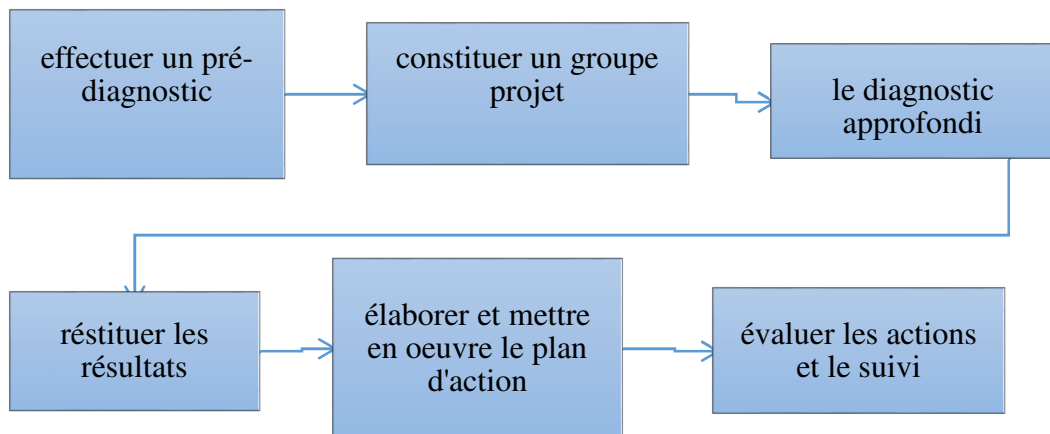 effectuer un pré-
diagnostic
constituer un groupe
projet
le diagnostic
approfondi
réstituer les
résultats
élaborer et mettre
en oeuvre le plan
d'action
évaluer les actions
et le suivi